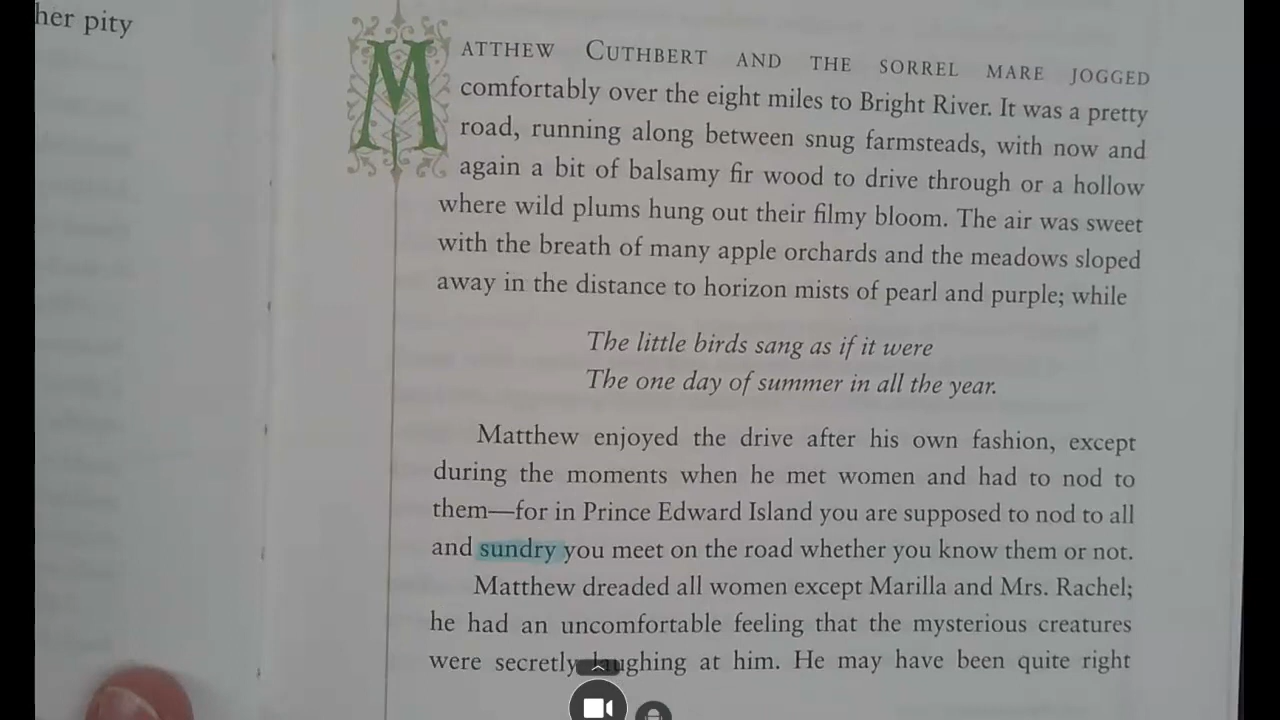 her pity
MATTHEW CUTHBERT AND THE SORREL MARE JOGGED
comfortably over the eight miles to Bright River. It was a pretty
road, running along between snug farmsteads, with now and
again a bit of balsamy fir wood to drive through or a hollow
where wild plums hung out their filmy bloom. The air was sweet
with the breath of many apple orchards and the meadows sloped
away in the distance to horizon mists of pearl and purple; while
The little birds sang as if it were
The one day of summer in all the year.
Matthew enjoyed the drive after his own fashion, except
during the moments when he met women and had to nod to
them—for in Prince Edward Island you are supposed to nod to all
and sundry you meet on the road whether you know them or not.
Matthew dreaded all women except Marilla and Mrs. Rachel;
he had an uncomfortable feeling that the mysterious creatures
were secretly laughing at him. He may have been quite right